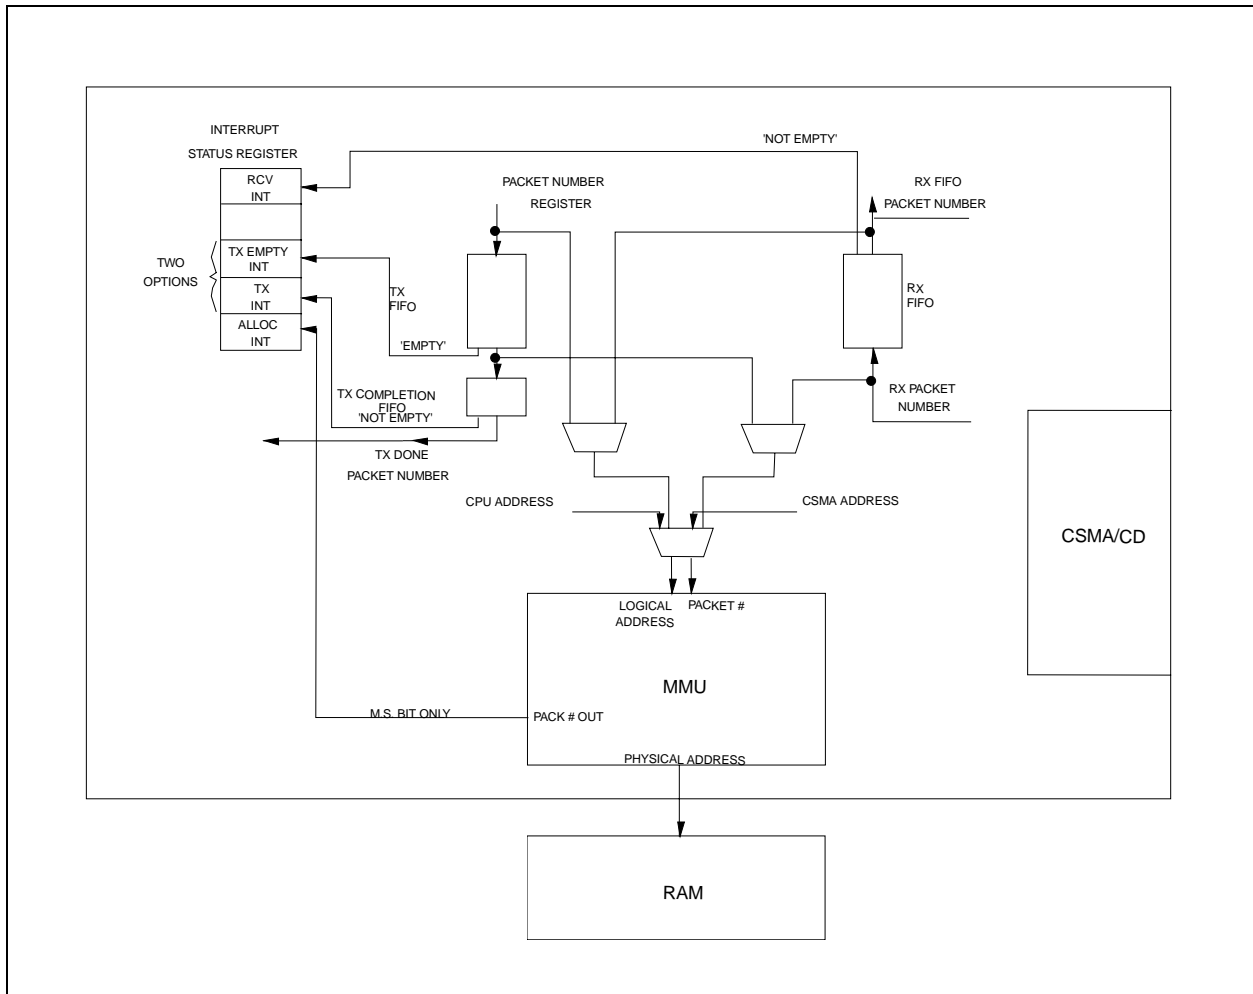 INTERRUPT
STATUS REGISTER
RCV
INT
TX EMPTY
INT
TX
INT
ALLOC
INT
TWO
OPTIONS
'NOT EMPTY'
PACKET NUMBER
REGISTER
RX FIFO
PACKET NUMBER
TX
FIFO
RX
FIFO
'EMPTY'
TX COMPLETION
FIFO
'NOT EMPTY'
TX DONE
PACKET NUMBER
RX PACKET
NUMBER
CPU ADDRESS
CSMA ADDRESS
CSMA/CD
LOGICAL
ADDRESS
PACKET #
MMU
M.S. BIT ONLY
PACK # OUT
PHYSICAL ADDRESS
RAM